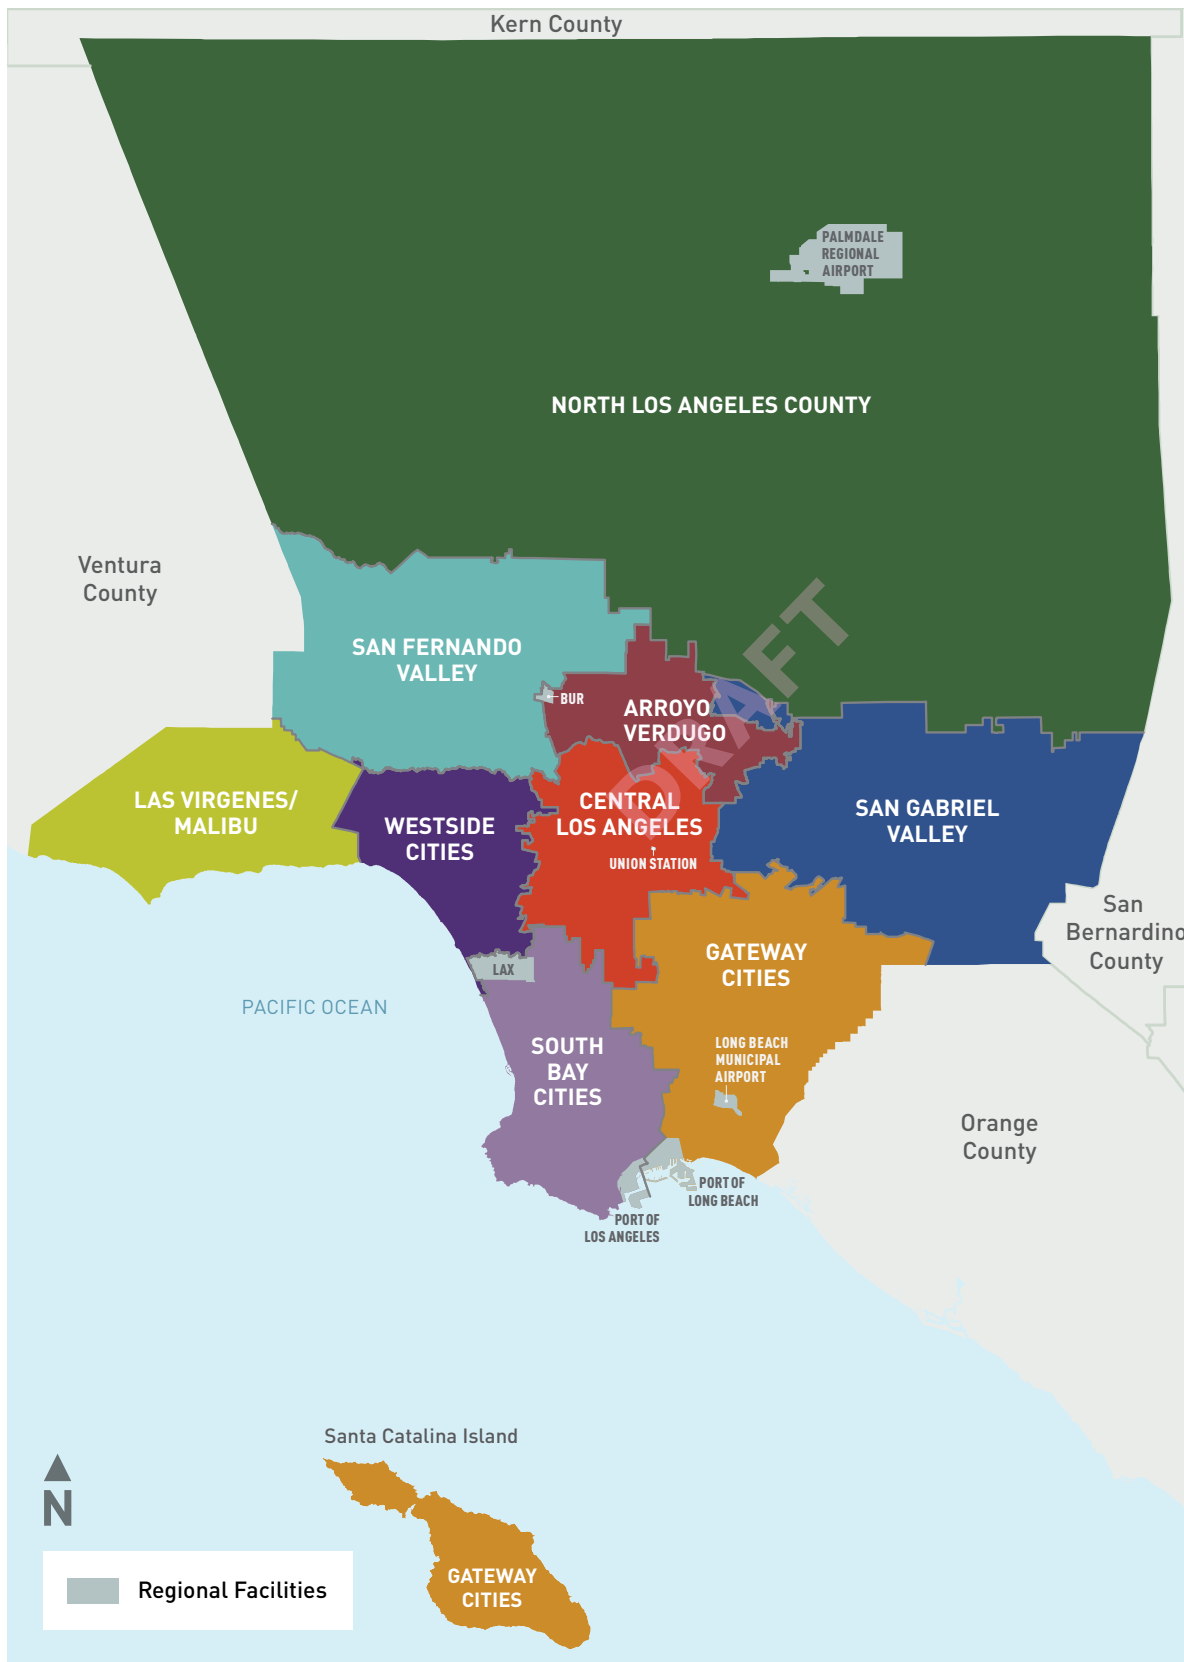 Kern County
PALMDALE
REGIONAL
AIRPORT
NORTH LOS ANGELES COUNTY
Ventura
County
SAN FERNANDO
VALLEY
BUR
ARROYO
VERDUGO
DRAFT
LAS VIRGENES/
MALIBU
WESTSIDE
CITIES
CENTRAL
LOS ANGELES
UNION STATION
SAN GABRIEL
VALLEY
San
Bernardino
County
GATEWAY
CITIES
LAX
PACIFIC OCEAN
SOUTH
BAY
CITIES
LONG BEACH
MUNICIPAL
AIRPORT
Orange
County
PORT OF
LONG BEACH
PORT OF
LOS ANGELES
Santa Catalina Island
N
GATEWAY
CITIES
Regional Facilities